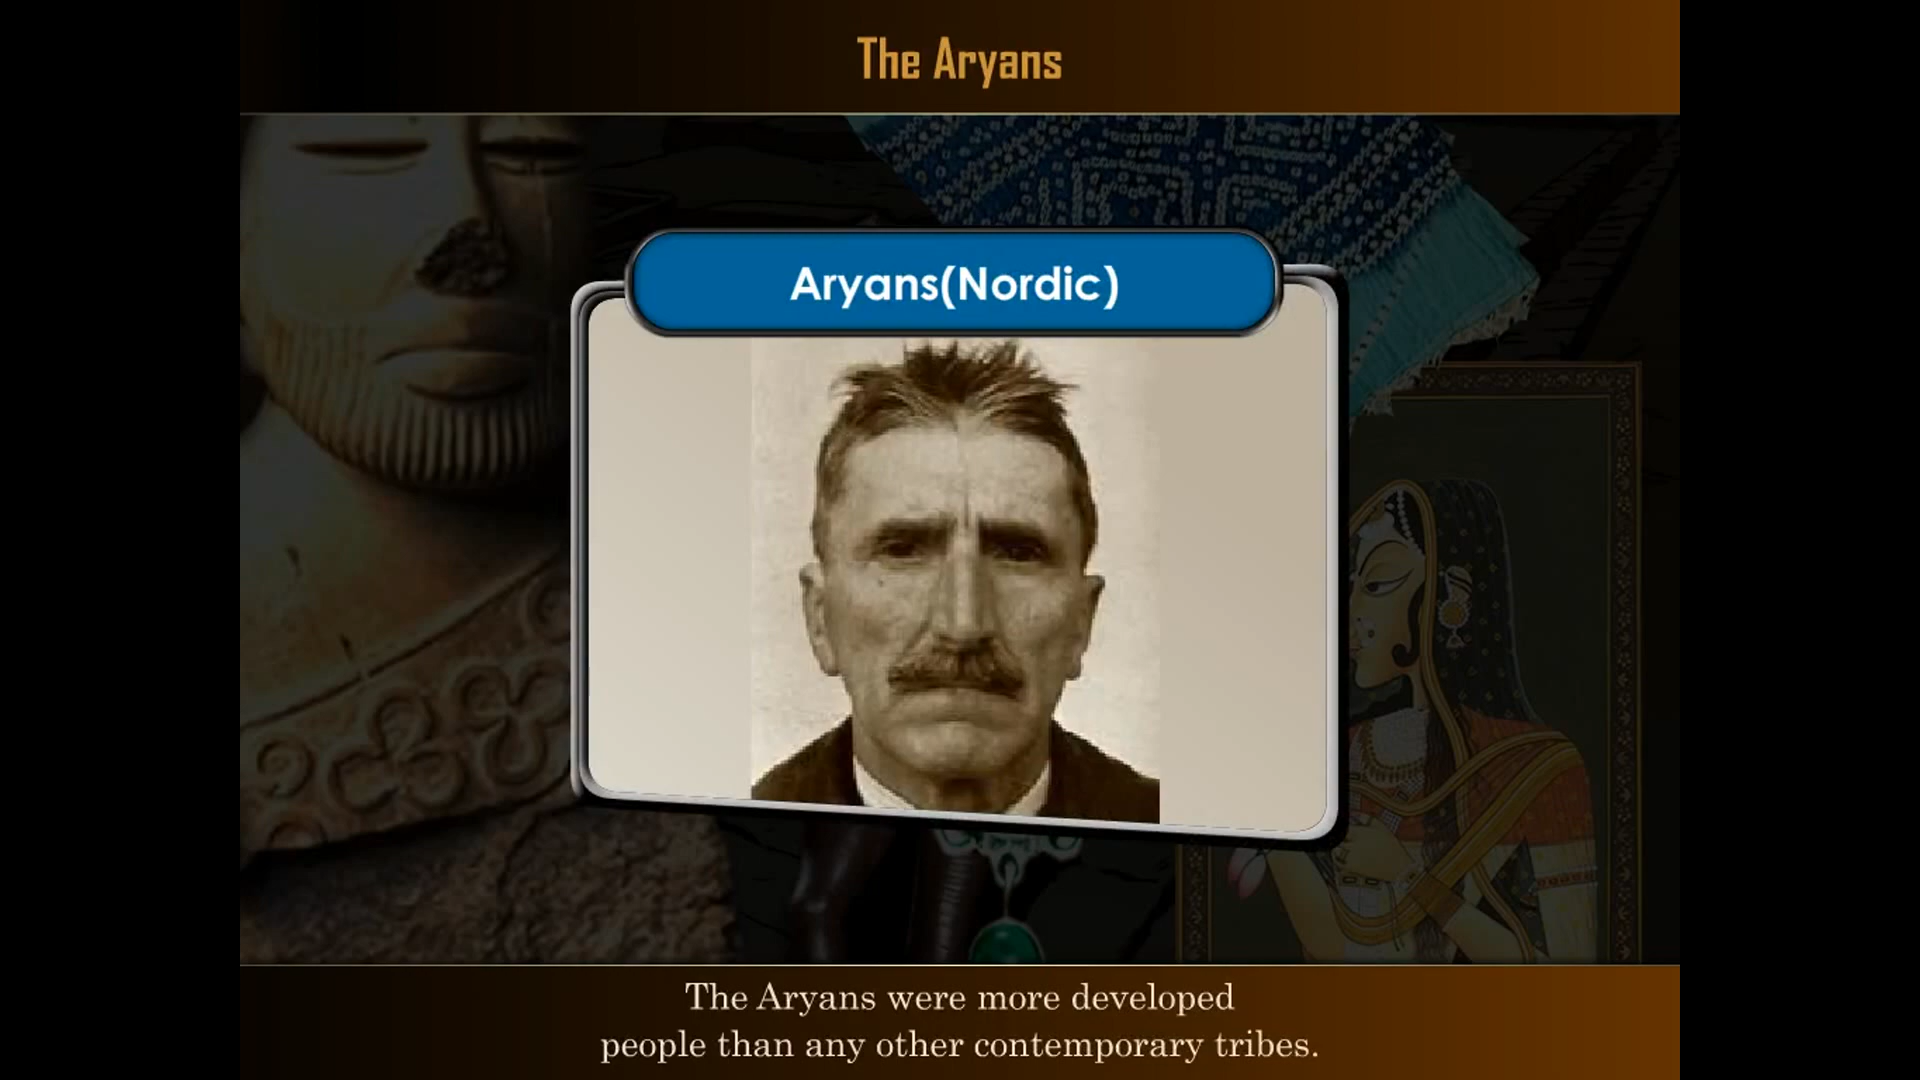 The Aryans
Aryans(Nordic)
The Aryans were more developed
people than any other contemporary tribes.